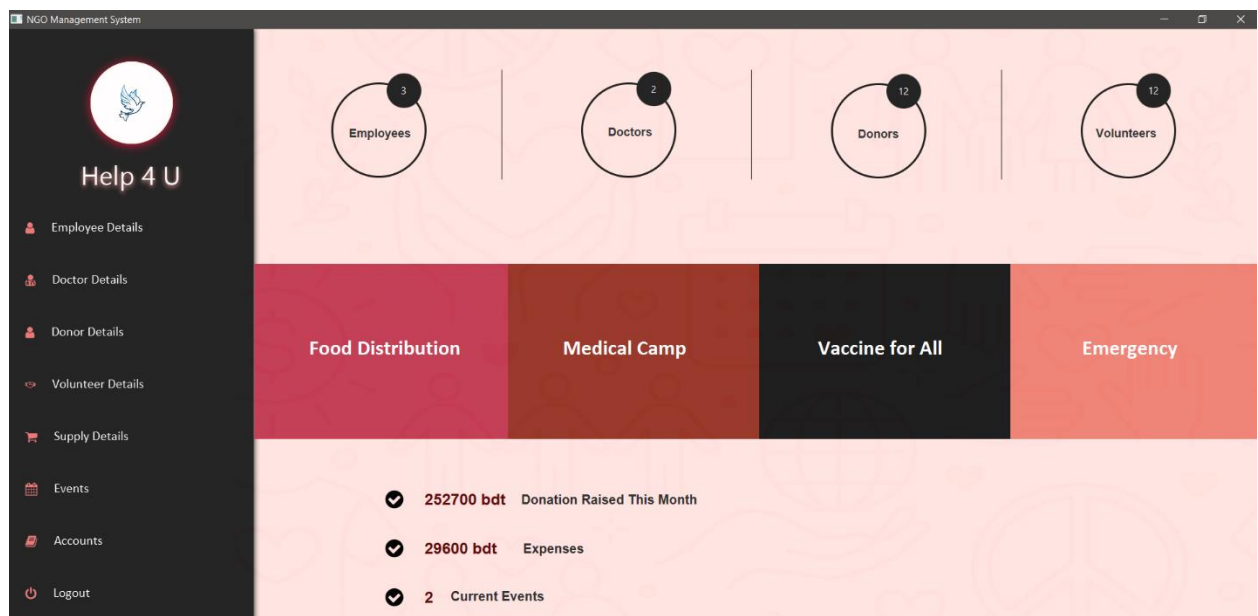 NGO Management System
Help 4 U
Employee Details
Doctor Details
Donor Details
Volunteer Details
Supply Details
Events
Accounts
Logout
3
Employees
2
Doctors
12
Donors
12
Volunteers
Food Distribution
Medical Camp
Vaccine for All
Emergency
252700 bdt Donation Raised This Month
29600 bdt Expenses
2 Current Events